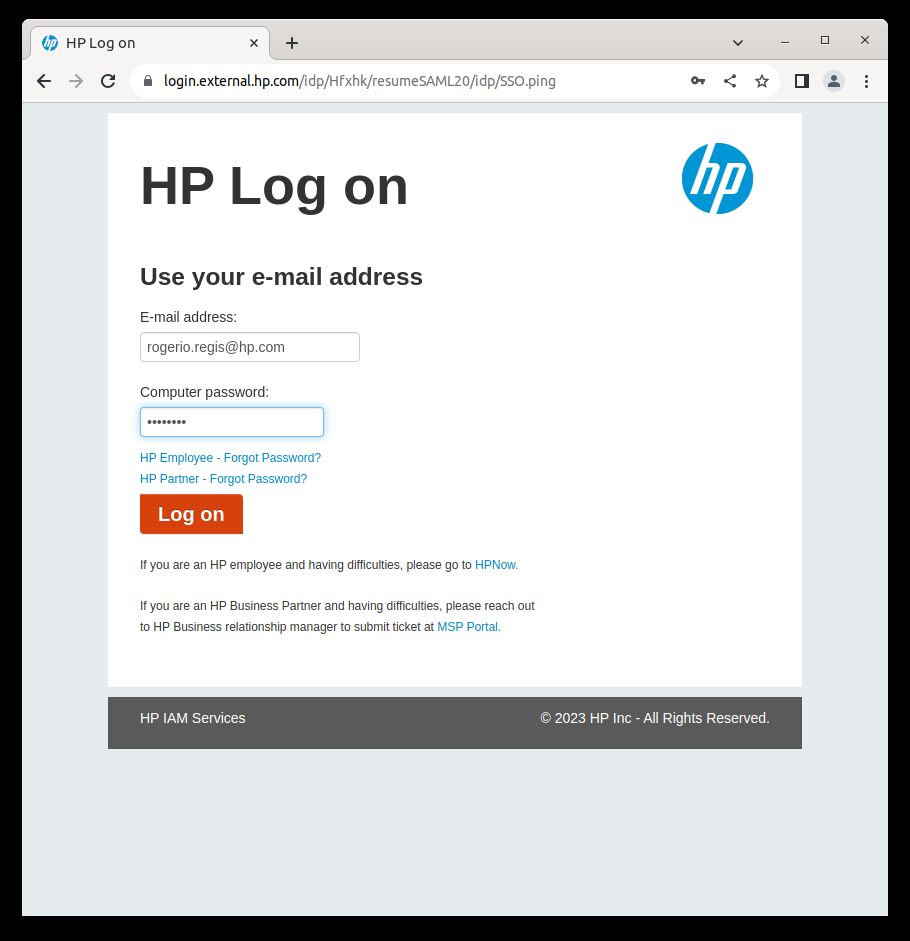 HP Log on
login.external.hp.com/idp/Hfxhk/resumeSAML20/idp/SSO.ping
HP Log on
hp
Use your e-mail address
E-mail address:
rogerio.regis@hp.com
Computer password:
••••••••
HP Employee - Forgot Password?
HP Partner - Forgot Password?
Log on
If you are an HP employee and having difficulties, please go to HPNow.
If you are an HP Business Partner and having difficulties, please reach out
to HP Business relationship manager to submit ticket at MSP Portal.
HP IAM Services
© 2023 HP Inc - All Rights Reserved.